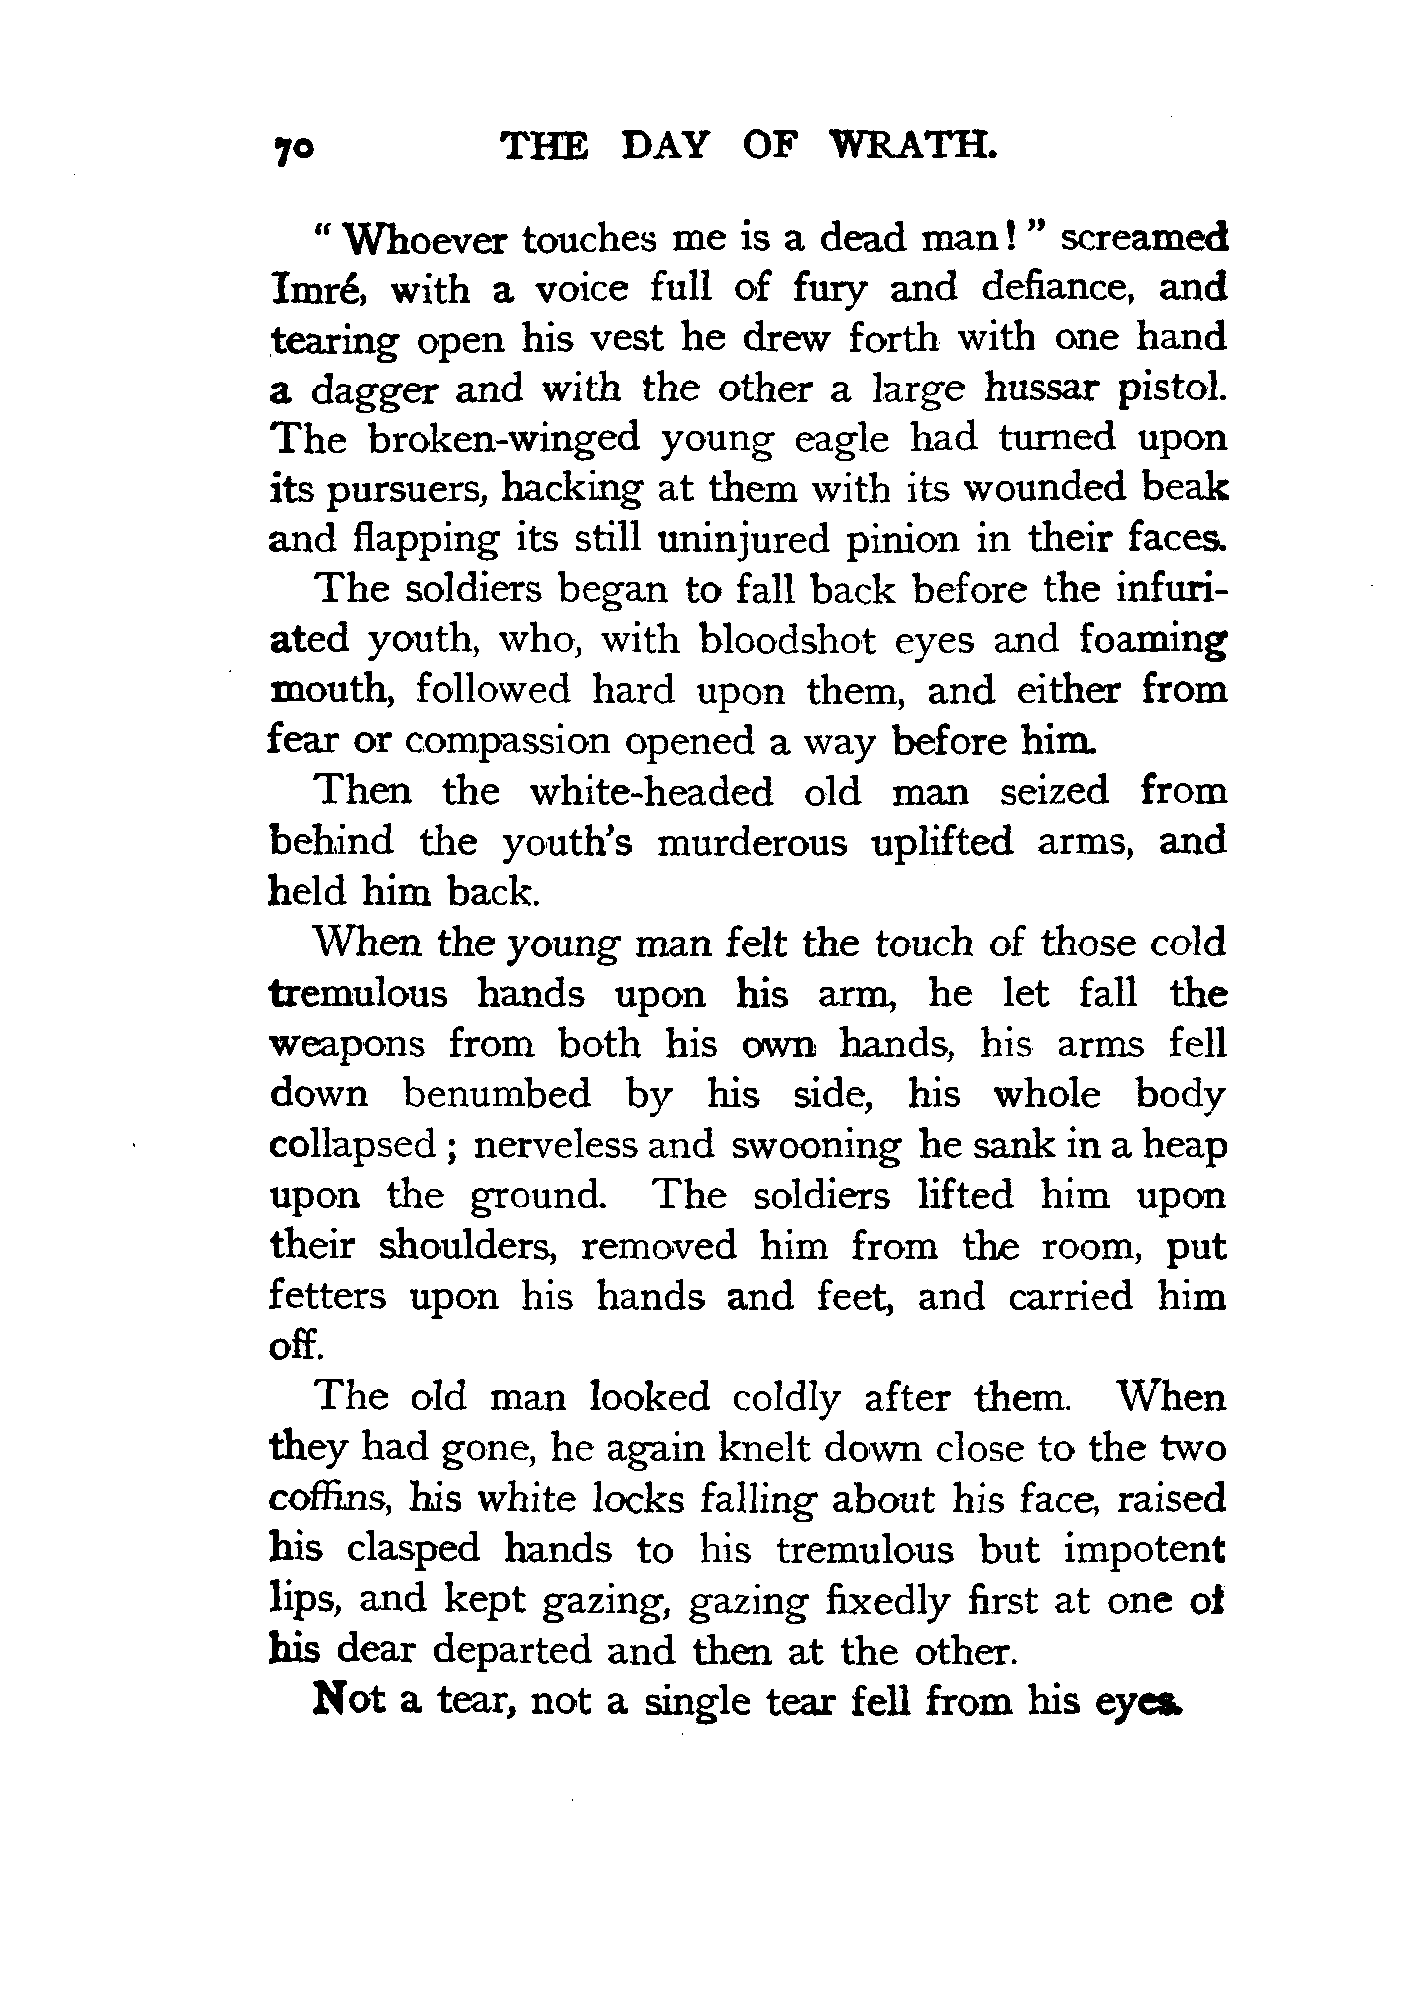 70 THE DAY OF WRATH.
" Whoever touches me is a dead man! " screamed
Imré, with a voice full of fury and defiance, and
tearing open his vest he drew forth with one hand
a dagger and with the other a large hussar pistol.
The broken-winged young eagle had turned upon
its pursuers, hacking at them with its wounded beak
and flapping its still uninjured pinion in their faces.
The soldiers began to fall back before the infuri-
ated youth, who, with bloodshot eyes and foaming
mouth, followed hard upon them, and either from
fear or compassion opened a way before him.
Then the white-headed old man seized from
behind the youth's murderous uplifted arms, and
held him back.
When the young man felt the touch of those cold
tremulous hands upon his arm, he let fall the
weapons from both his own hands, his arms fell
down benumbed by his side, his whole body
collapsed ; nerveless and swooning he sank in a heap
upon the ground. The soldiers lifted him upon
their shoulders, removed him from the room, put
fetters upon his hands and feet, and carried him
off.
The old man looked coldly after them. When
they had gone, he again knelt down close to the two
coffins, his white locks falling about his face, raised
his clasped hands to his tremulous but impotent
lips, and kept gazing, gazing fixedly first at one of
his dear departed and then at the other.
Not a tear, not a single tear fell from his eyes.